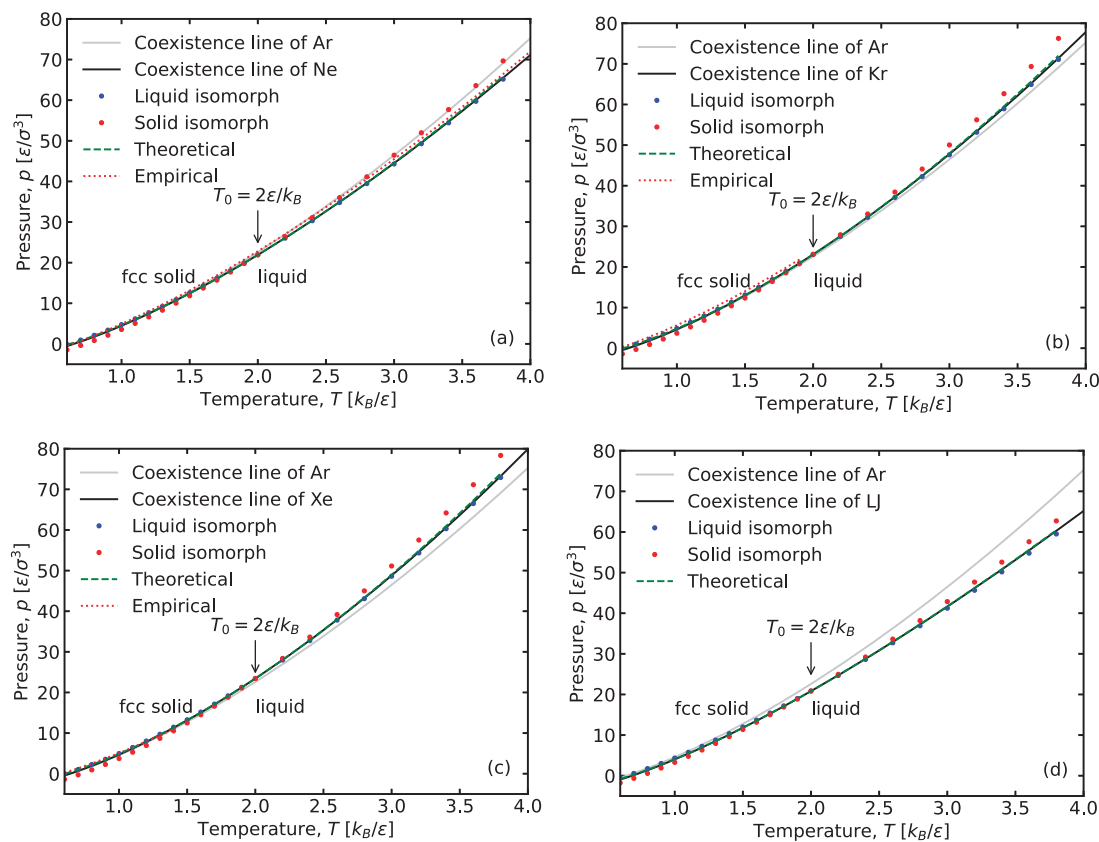 80
70
60
50
40
30
20
10
0
Pressure, p [ε/σ³]
Coexistence line of Ar
Coexistence line of Ne
Liquid isomorph
Solid isomorph
Theoretical
Empirical
T₀ = 2ε/k_B
fcc solid
liquid
(a)
1.0 1.5 2.0 2.5 3.0 3.5 4.0
Temperature, T [k_B/ε]
80
70
60
50
40
30
20
10
0
Pressure, p [ε/σ³]
Coexistence line of Ar
Coexistence line of Kr
Liquid isomorph
Solid isomorph
Theoretical
Empirical
T₀ = 2ε/k_B
fcc solid
liquid
(b)
1.0 1.5 2.0 2.5 3.0 3.5 4.0
Temperature, T [k_B/ε]
80
70
60
50
40
30
20
10
0
Pressure, p [ε/σ³]
Coexistence line of Ar
Coexistence line of Xe
Liquid isomorph
Solid isomorph
Theoretical
Empirical
T₀ = 2ε/k_B
fcc solid
liquid
(c)
1.0 1.5 2.0 2.5 3.0 3.5 4.0
Temperature, T [k_B/ε]
80
70
60
50
40
30
20
10
0
Pressure, p [ε/σ³]
Coexistence line of Ar
Coexistence line of LJ
Liquid isomorph
Solid isomorph
Theoretical
T₀ = 2ε/k_B
fcc solid
liquid
(d)
1.0 1.5 2.0 2.5 3.0 3.5 4.0
Temperature, T [k_B/ε]